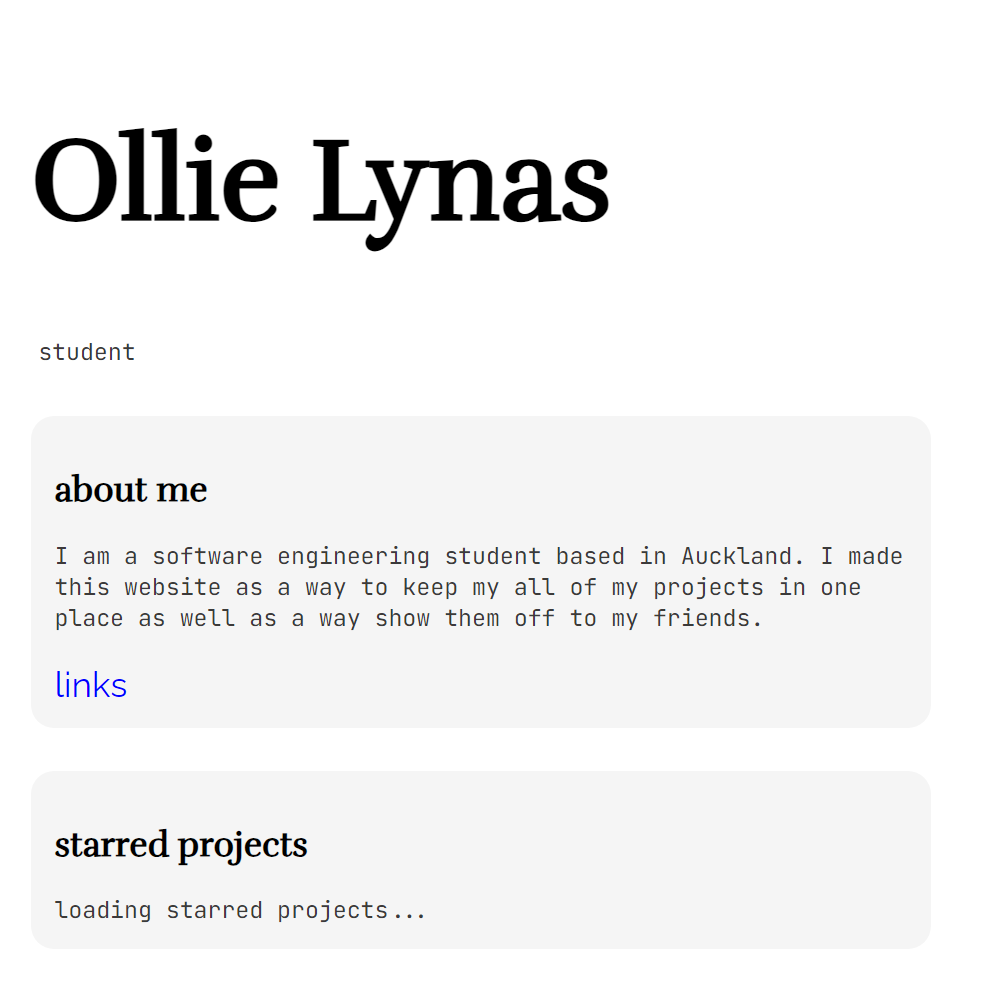 Ollie Lynas
student
about me
I am a software engineering student based in Auckland. I made
this website as a way to keep my all of my projects in one
place as well as a way show them off to my friends.
links
starred projects
loading starred projects...